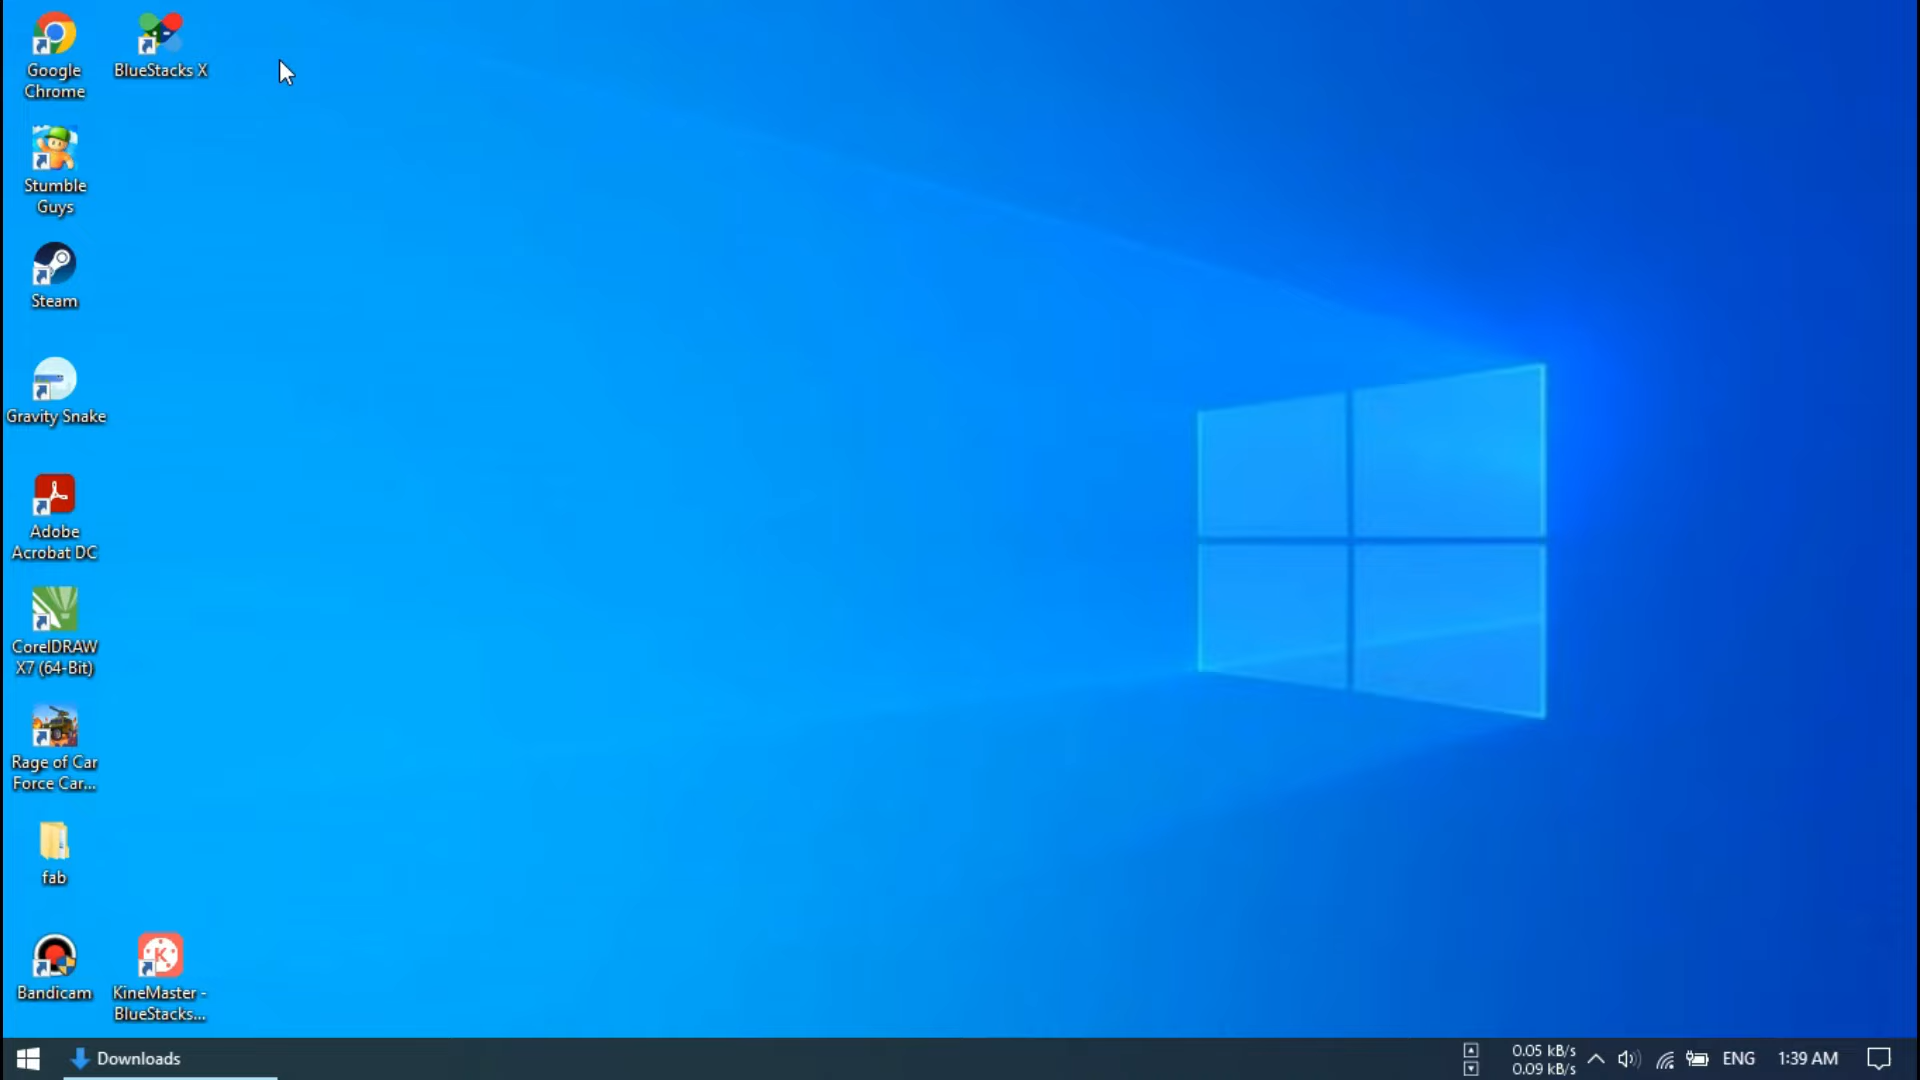 Google
Chrome
BlueStacks X
Stumble
Guys
Steam
Gravity Snake
Adobe
Acrobat DC
CorelDRAW
X7 (64-Bit)
Rage of Car
Force Car...
fab
Bandicam
KineMaster -
BlueStacks...
Downloads
0.05 kB/s
0.09 kB/s
ENG
1:39 AM